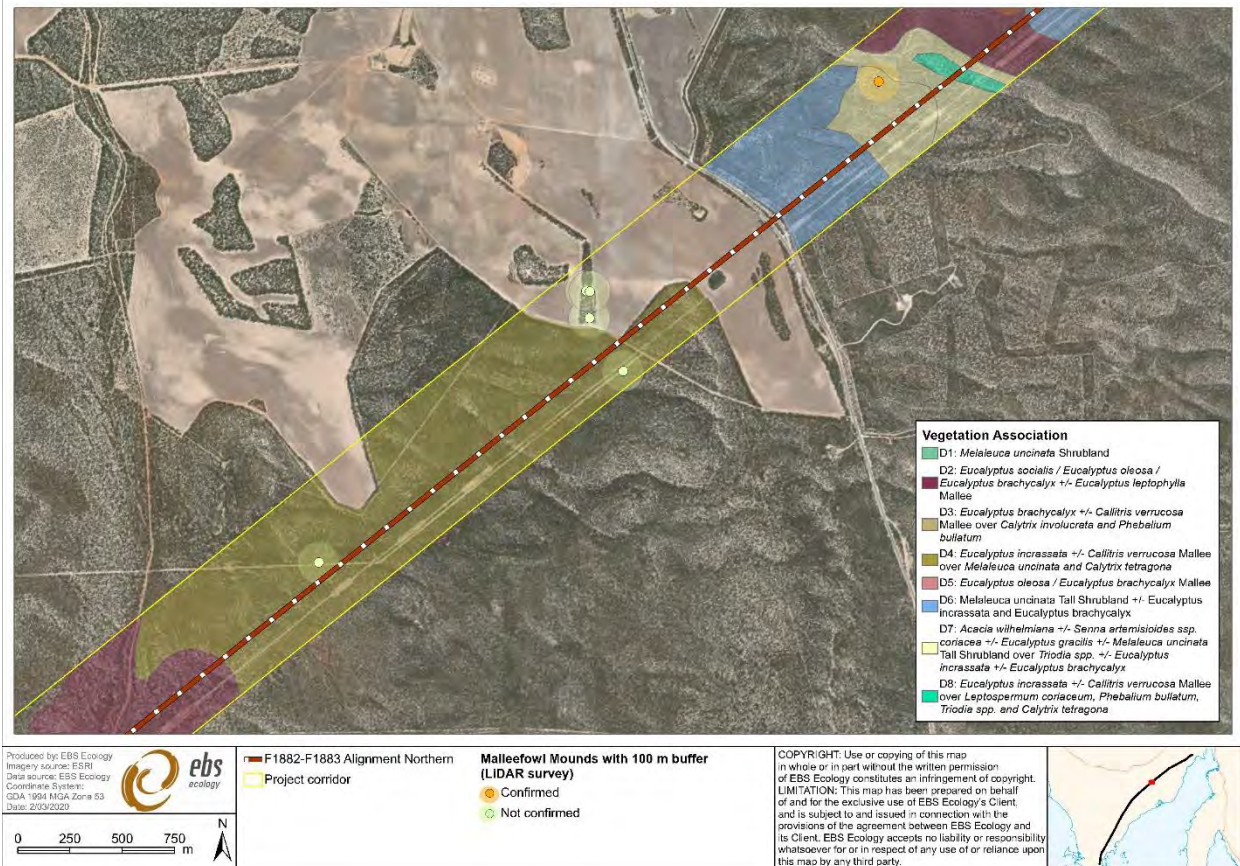 Vegetation Association
D1: Melaleuca uncinata Shrubland
D2: Eucalyptus socialis / Eucalyptus oleosa /
Eucalyptus brachycalyx +/- Eucalyptus leptophylla
Mallee
D3: Eucalyptus brachycalyx +/- Callitris verrucosa
Mallee over Calytrix involucrata and Phebalium
bullatum
D4: Eucalyptus incrassata +/- Callitris verrucosa Mallee
over Melaleuca uncinata and Calytrix tetragona
D5: Eucalyptus oleosa / Eucalyptus brachycalyx Mallee
D6: Melaleuca uncinata Tall Shrubland +/- Eucalyptus
incrassata and Eucalyptus brachycalyx
D7: Acacia wilhelmiana +/- Senna artemisioides ssp.
coriacea +/- Eucalyptus gracilis +/- Melaleuca uncinata
Tall Shrubland over Triodia spp. +/- Eucalyptus
incrassata +/- Eucalyptus brachycalyx
D8: Eucalyptus incrassata +/- Callitris verrucosa Mallee
over Leptospermum coriaceum, Phebalium bullatum,
Triodia spp. and Calytrix tetragona
Produced by: EBS Ecology
Imagery source: ESRI
Data source: EBS Ecology
Coordinate System:
GDA 1994 MGA Zone 53
Date: 2/03/2020
ebs
ecology
0 250 500 750
m
N
F1882-F1883 Alignment Northern
Project corridor
Malleefowl Mounds with 100 m buffer
(LiDAR survey)
Confirmed
Not confirmed
COPYRIGHT: Use or copying of this map
in whole or in part without the written permission
of EBS Ecology constitutes an infringement of copyright.
LIMITATION: This map has been prepared on behalf
of and for the exclusive use of EBS Ecology's Client,
and is subject to and issued in connection with the
provisions of the agreement between EBS Ecology and
its Client. EBS Ecology accepts no liability or responsibility
whatsoever for or in respect of any use of or reliance upon
this map by any third party.